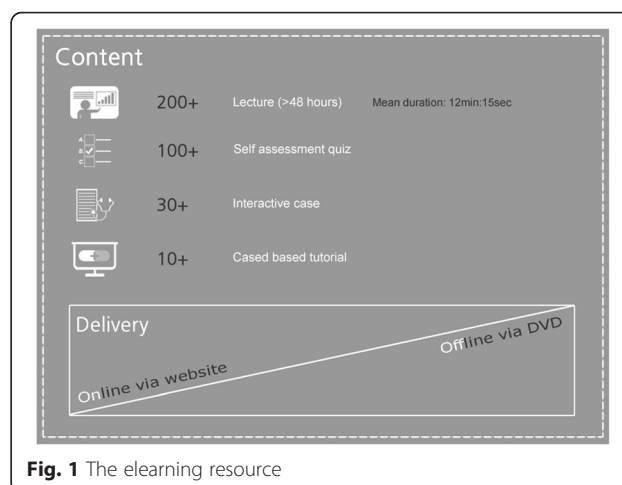 Content
200+ Lecture (>48 hours) Mean duration: 12min:15sec
A
B
C
100+ Self assessment quiz
30+ Interactive case
10+ Cased based tutorial
Delivery
Online via website
Offline via DVD
Fig. 1 The elearning resource